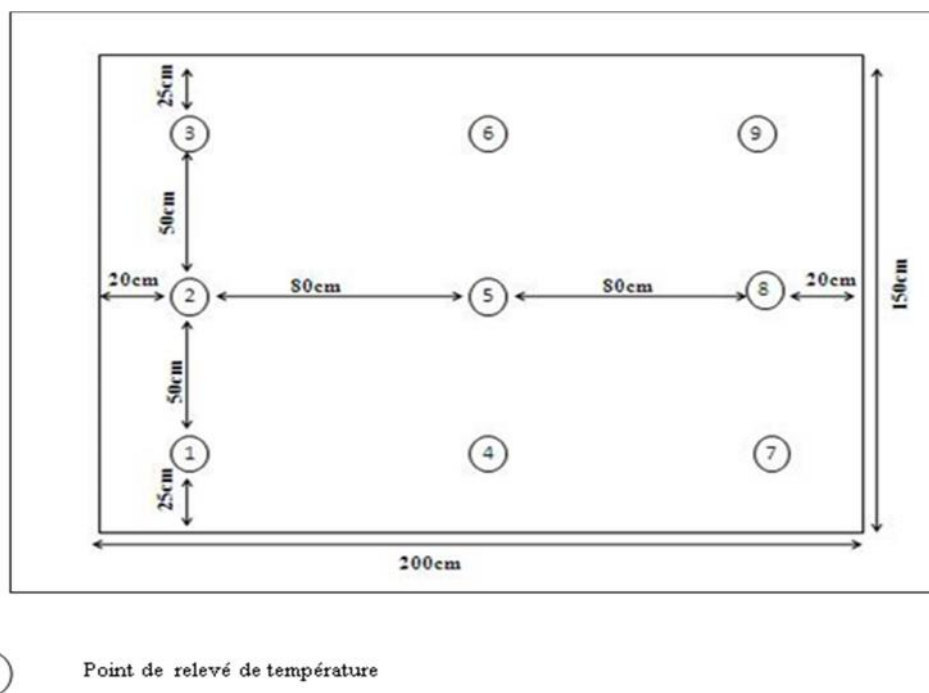 25cm
3
6
9
50cm
20cm
2
80cm
5
80cm
8
20cm
150cm
50cm
1
4
7
25cm
200cm
Point de relevé de température